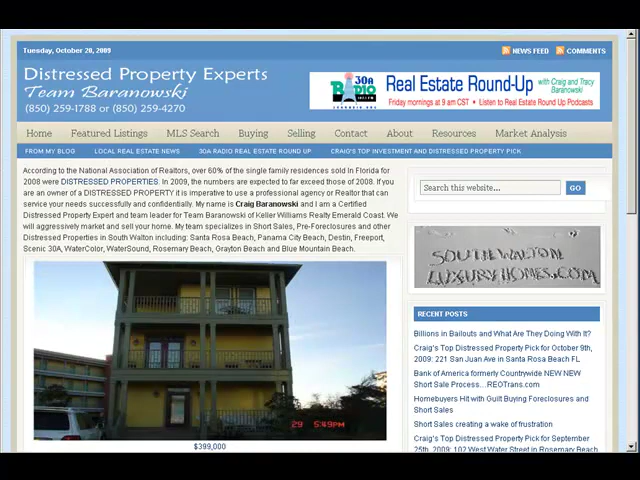 Tuesday, October 20, 2009
NEWS FEED
COMMENTS
Distressed Property Experts
Team Baranowski
(850) 259-1788 or (850) 259-4270
30A
RADIO
Real Estate Round-Up
with Craig and Tracy
Baranowski
Friday mornings at 9 am CST • Listen to Real Estate Round Up Podcasts
Home Featured Listings MLS Search Buying Selling Contact About Resources Market Analysis
FROM MY BLOG LOCAL REAL ESTATE NEWS 30A RADIO REAL ESTATE ROUND UP CRAIG'S TOP INVESTMENT AND DISTRESSED PROPERTY PICK
According to the National Association of Realtors, over 60% of the single family residences sold in Florida for
2008 were DISTRESSED PROPERTIES. In 2009, the numbers are expected to far exceed those of 2008. If you
are an owner of a DISTRESSED PROPERTY it is imperative to use a professional agency or Realtor that can
service your needs successfully and confidentially. My name is Craig Baranowski and I am a Certified
Distressed Property Expert and team leader for Team Baranowski of Keller Williams Realty Emerald Coast. We
will aggressively market and sell your home. My team specializes in Short Sales, Pre-Foreclosures and other
Distressed Properties in South Walton including: Santa Rosa Beach, Panama City Beach, Destin, Freeport,
Scenic 30A, WaterColor, WaterSound, Rosemary Beach, Grayton Beach and Blue Mountain Beach.
29 5:49PM
$399,000
Search this website...
GO
SOUTHWALTON
LUXURYHOMES.COM
RECENT POSTS
Billions in Bailouts and What Are They Doing With It?
Craig's Top Distressed Property Pick for October 9th,
2009: 221 San Juan Ave in Santa Rosa Beach FL
Bank of America formerly Countrywide NEW NEW
Short Sale Process...REOTrans.com
Homebuyers Hit with Guilt Buying Foreclosures and
Short Sales
Short Sales creating a wake of frustration
Craig's Top Distressed Property Pick for September
25th, 2009: 102 West Water Street in Rosemary Beach